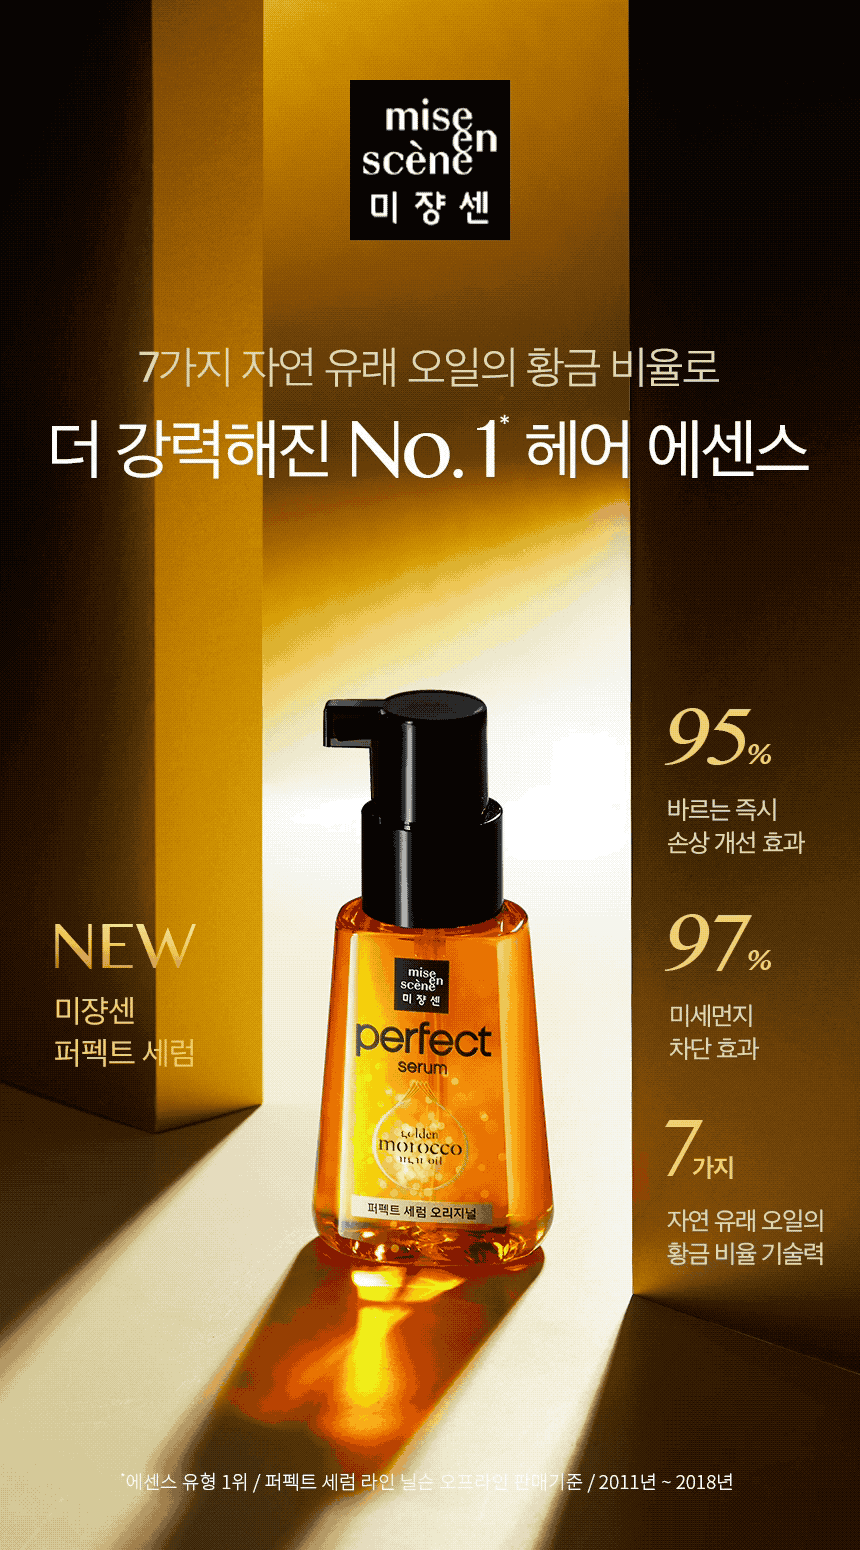 mise
en
scène
미쟝센
7가지 자연 유래 오일의 황금 비율로
더 강력해진 No.1* 헤어 에센스
95%
바르는 즉시
손상 개선 효과
97%
미세먼지
차단 효과
7가지
자연 유래 오일의
황금 비율 기술력
NEW
미쟝센
퍼펙트 세럼
mise
en
scène
미쟝센
perfect
serum
golden
morocco
argan oil
퍼펙트 세럼 오리지널
*에센스 유형 1위 / 퍼펙트 세럼 라인 닐슨 오프라인 판매기준 / 2011년 ~ 2018년